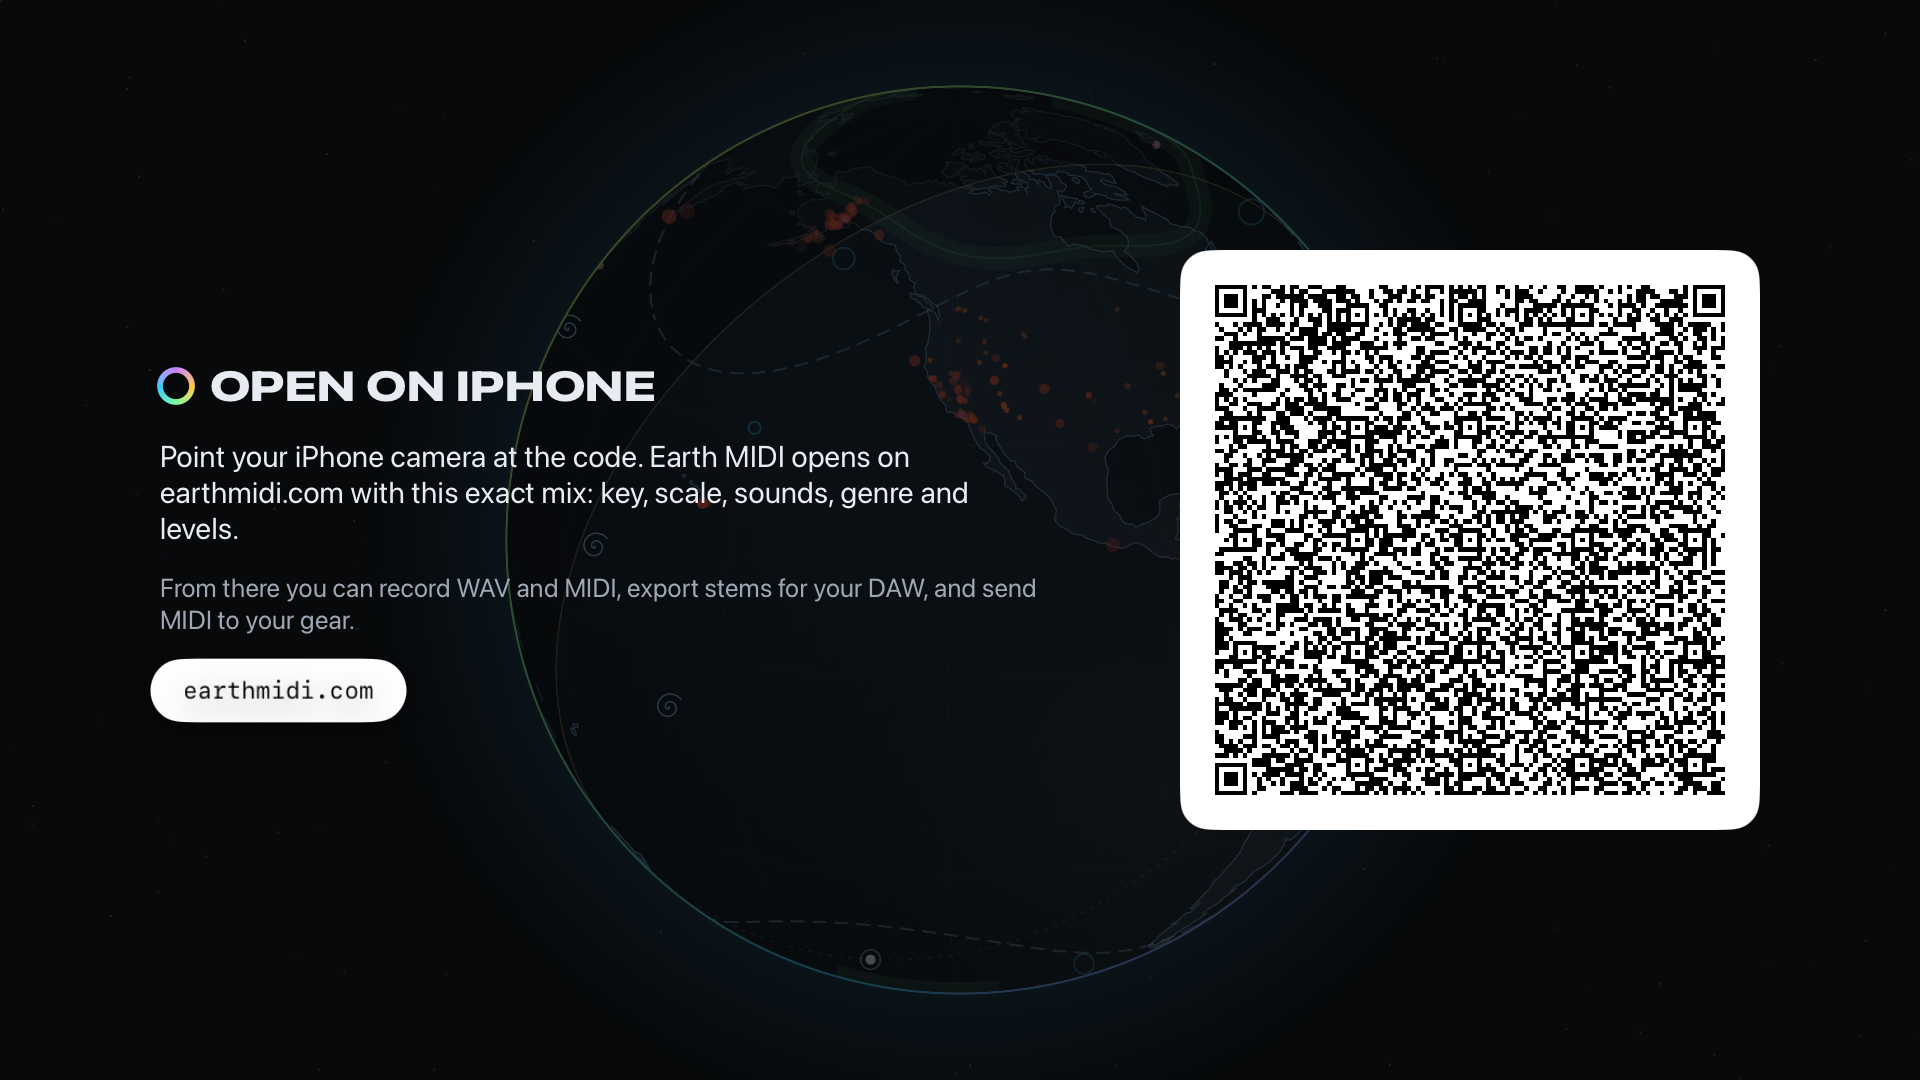 OPEN ON IPHONE
Point your iPhone camera at the code. Earth MIDI opens on
earthmidi.com with this exact mix: key, scale, sounds, genre and
levels.
From there you can record WAV and MIDI, export stems for your DAW, and send
MIDI to your gear.
earthmidi.com